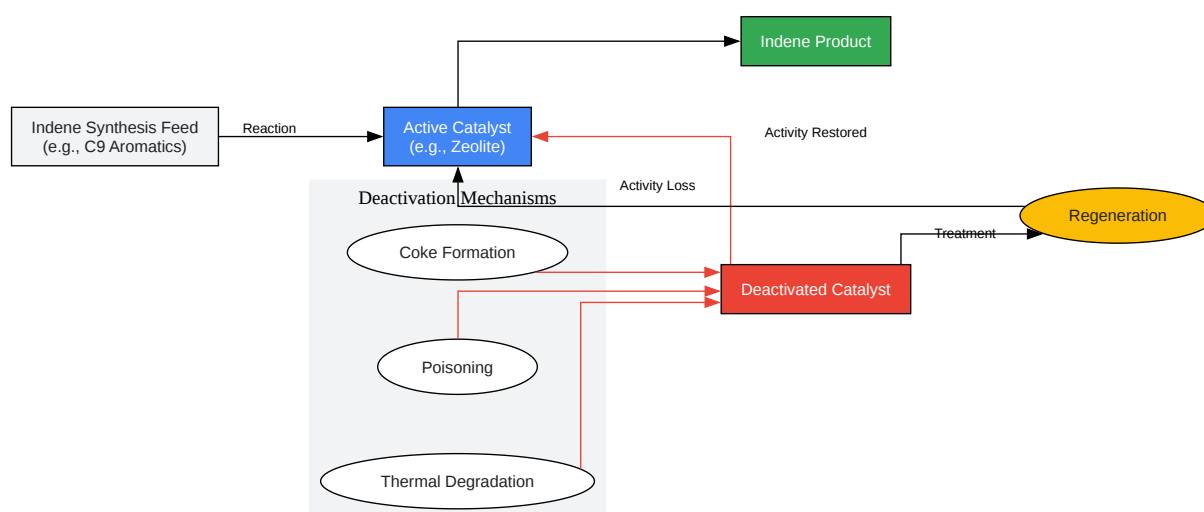 Indene Product
Indene Synthesis Feed
(e.g., C9 Aromatics)
Reaction
Active Catalyst
(e.g., Zeolite)
Activity Restored
Activity Loss
Deactivation Mechanisms
Regeneration
Treatment
Coke Formation
Deactivated Catalyst
Poisoning
Thermal Degradation